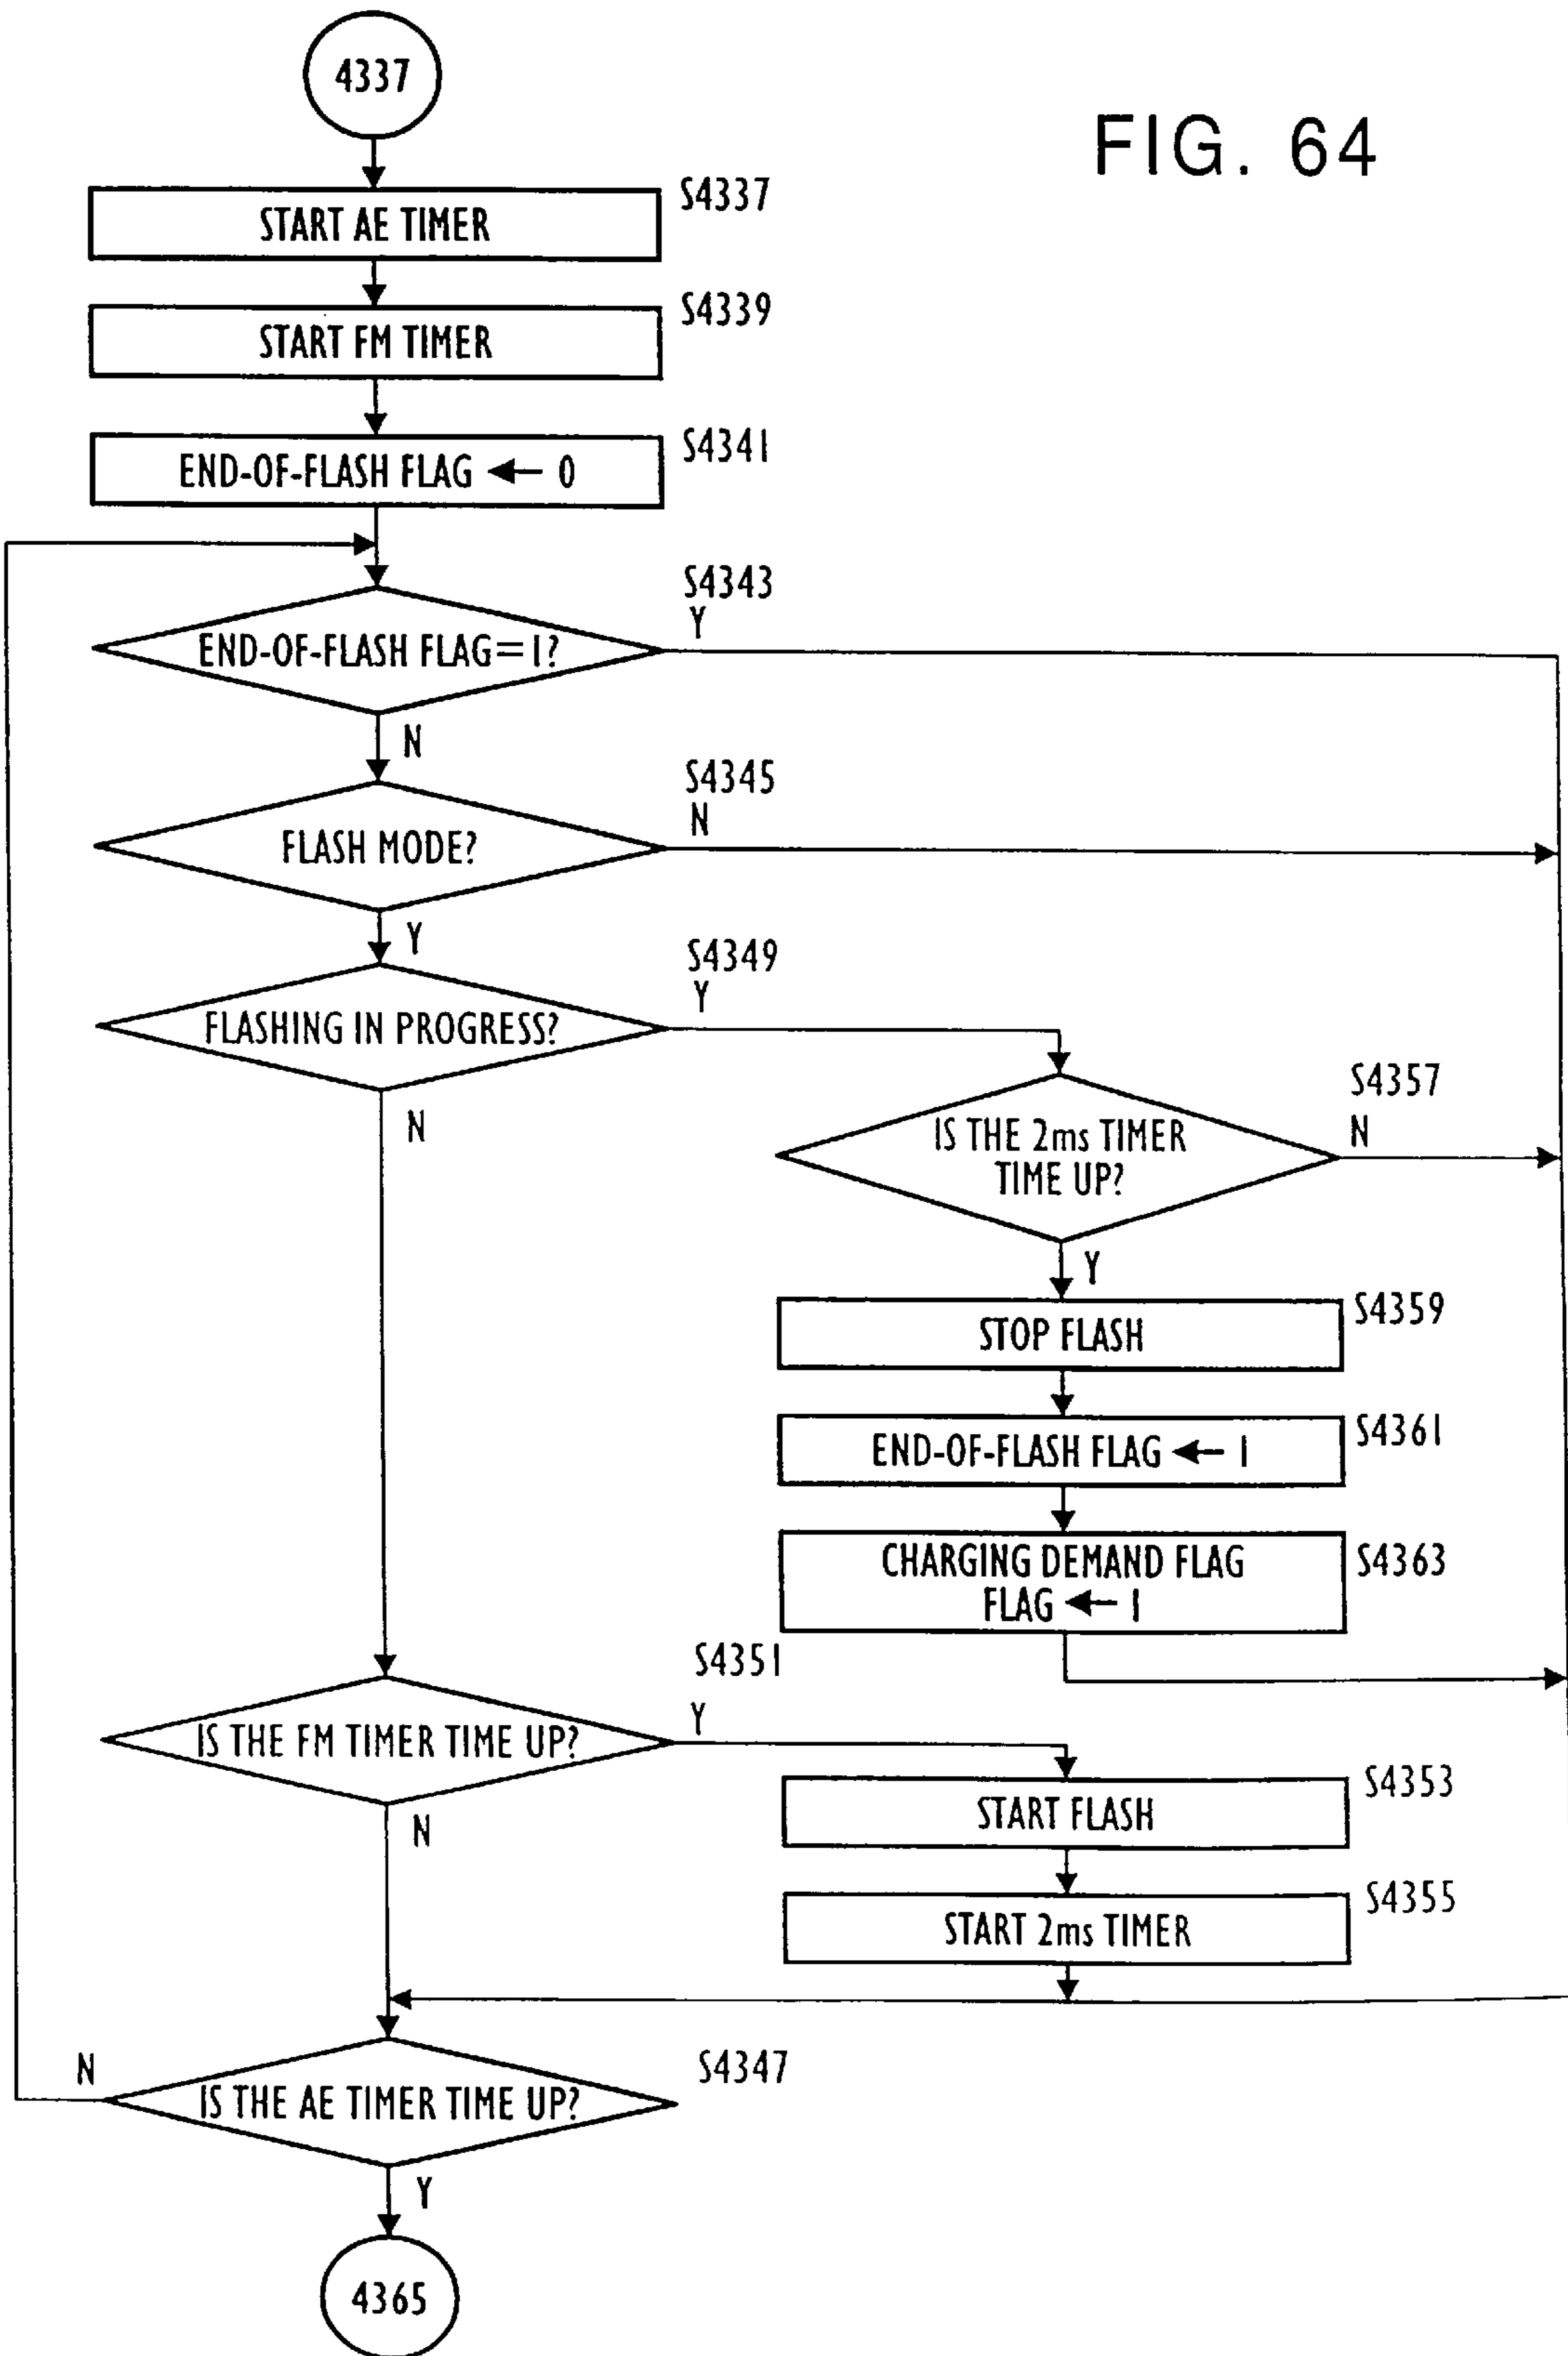 4337
FIG. 64
S4337
START AE TIMER
S4339
START FM TIMER
S4341
END-OF-FLASH FLAG ← 0
S4343
Y
END-OF-FLASH FLAG=1?
N
S4345
N
FLASH MODE?
Y
S4349
Y
FLASHING IN PROGRESS?
N
S4357
N
IS THE 2ms TIMER
TIME UP?
Y
S4359
STOP FLASH
S4361
END-OF-FLASH FLAG ← 1
S4363
CHARGING DEMAND FLAG
FLAG ← 1
S4351
Y
IS THE FM TIMER TIME UP?
N
S4353
START FLASH
S4355
START 2ms TIMER
N
S4347
IS THE AE TIMER TIME UP?
Y
4365